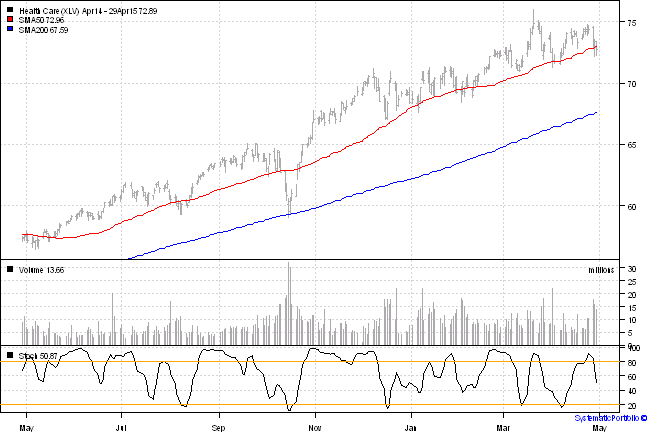 Health Care (XLV) Apr14 - 29Apr15 72.89
SMA50 72.96
SMA200 67.59
75
70
65
60
Volume 13.66
millions
30
25
20
15
10
5
Stoch 50.87
100
80
60
40
20
SystematicPortfolio ©
May Jul Sep Nov Jan Mar May